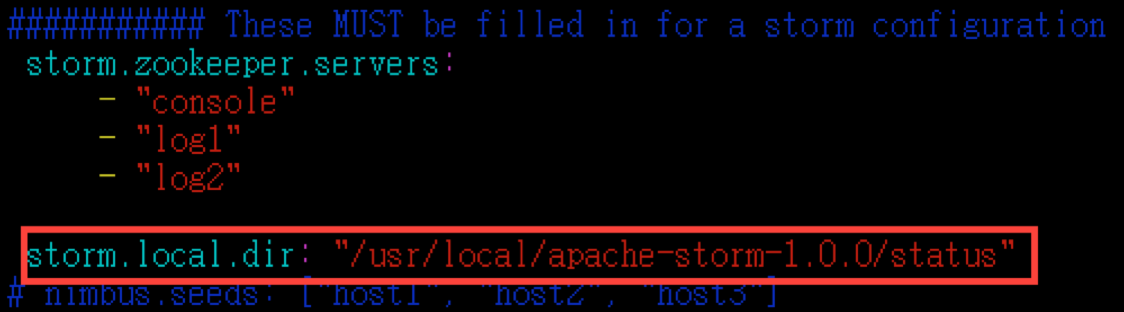 ########### These MUST be filled in for a storm configuration
storm.zookeeper.servers:
- "console"
- "log1"
- "log2"
storm.local.dir: "/usr/local/apache-storm-1.0.0/status"
# nimbus.seeds: ["host1", "host2", "host3"]